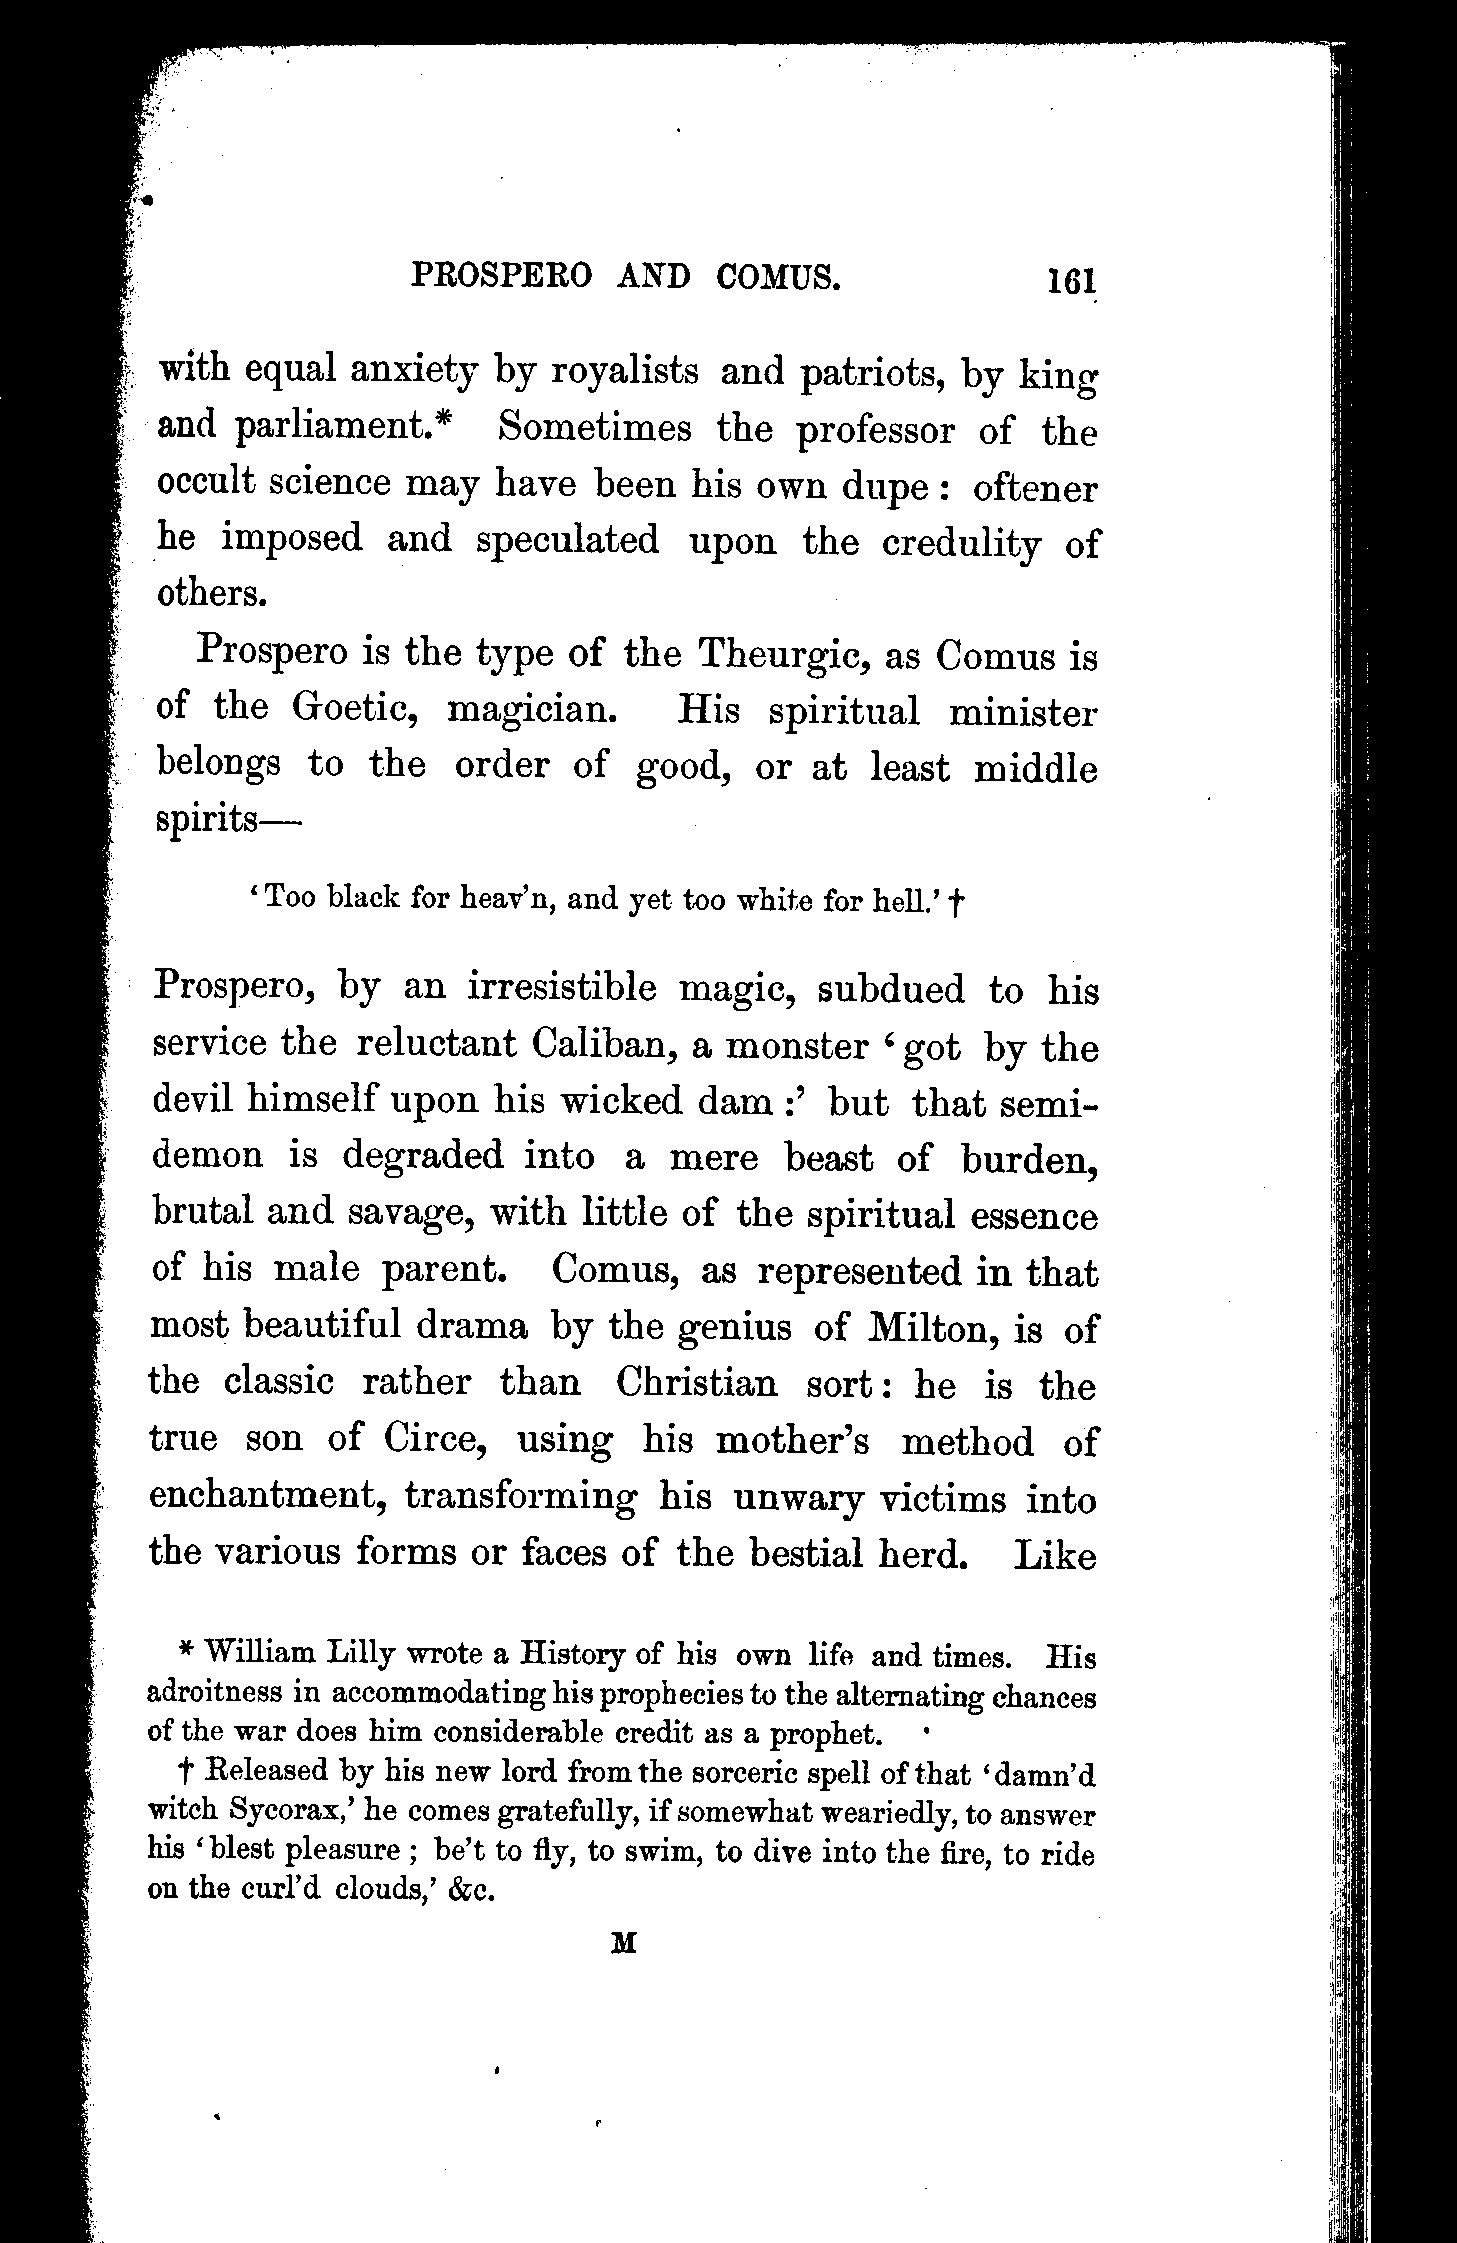 PROSPERO AND COMUS. 161
with equal anxiety by royalists and patriots, by king
and parliament.* Sometimes the professor of the
occult science may have been his own dupe : oftener
he imposed and speculated upon the credulity of
others.
Prospero is the type of the Theurgic, as Comus is
of the Goetic, magician. His spiritual minister
belongs to the order of good, or at least middle
spirits—
‘Too black for heav’n, and yet too white for hell.’ †
Prospero, by an irresistible magic, subdued to his
service the reluctant Caliban, a monster ‘got by the
devil himself upon his wicked dam :’ but that semi-
demon is degraded into a mere beast of burden,
brutal and savage, with little of the spiritual essence
of his male parent. Comus, as represented in that
most beautiful drama by the genius of Milton, is of
the classic rather than Christian sort : he is the
true son of Circe, using his mother’s method of
enchantment, transforming his unwary victims into
the various forms or faces of the bestial herd. Like
* William Lilly wrote a History of his own life and times. His
adroitness in accommodating his prophecies to the alternating chances
of the war does him considerable credit as a prophet.
† Released by his new lord from the sorceric spell of that ‘damn’d
witch Sycorax,’ he comes gratefully, if somewhat weariedly, to answer
his ‘blest pleasure ; be’t to fly, to swim, to dive into the fire, to ride
on the curl’d clouds,’ &c.
M